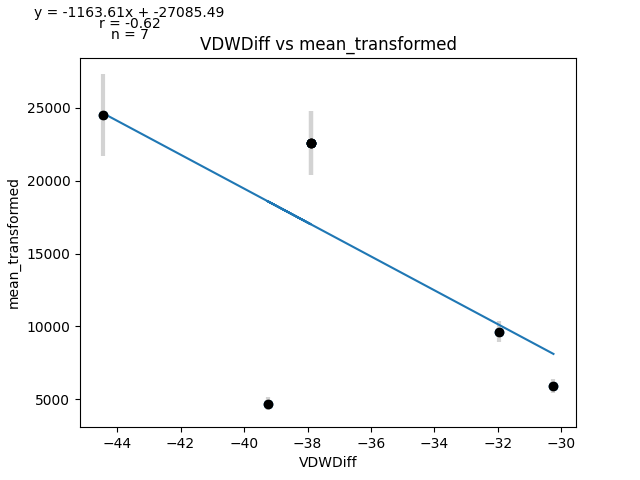 y = -1163.61x + -27085.49
r = -0.62
n = 7
VDWDiff vs mean_transformed
25000
20000
15000
10000
5000
mean_transformed
−44
−42
−40
−38
−36
−34
−32
−30
VDWDiff